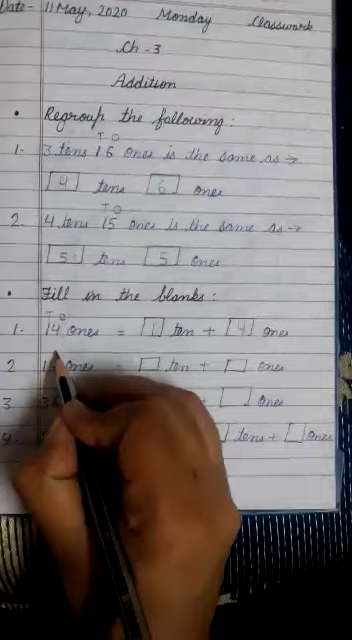 Date- 11 May, 2020 Monday Classwork
Ch-3
Addition
• Regroup the following:
T O
1. 3 tens 16 ones is the same as →
[4] tens [6] ones
T O
2. 4 tens 15 ones is the same as →
[5] tens [5] ones
• Fill in the blanks:
T O
1. 14 ones = [1] ten + [4] ones
2 ones = □ ten + □ ones
3 + □ ones
4. tens + □ ones